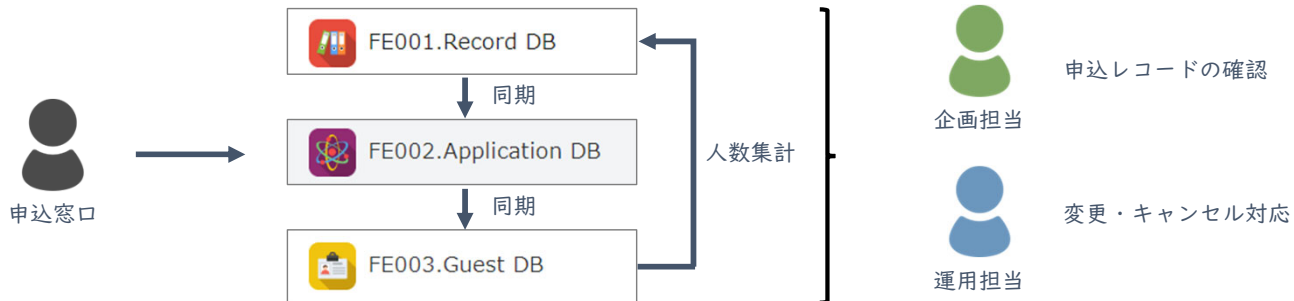 FE001.Record DB
同期
FE002.Application DB
同期
FE003.Guest DB
人数集計
申込窓口
企画担当
申込レコードの確認
運用担当
変更・キャンセル対応